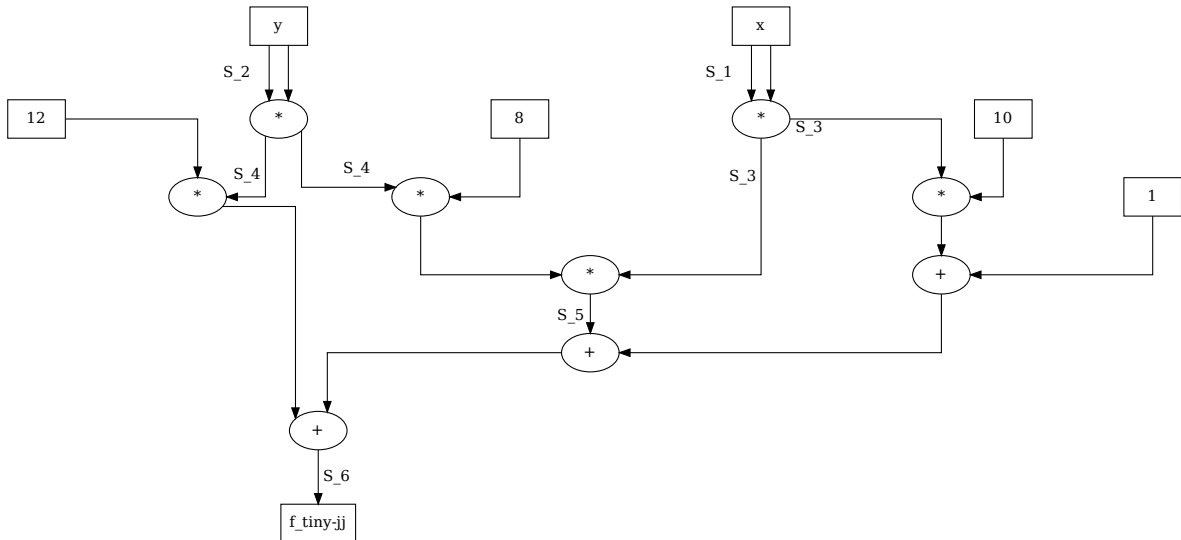 y
x
S_2
S_1
12
*
8
*
10
S_3
S_4
S_4
S_3
*
*
*
1
*
+
S_5
+
+
S_6
f_tiny-jj